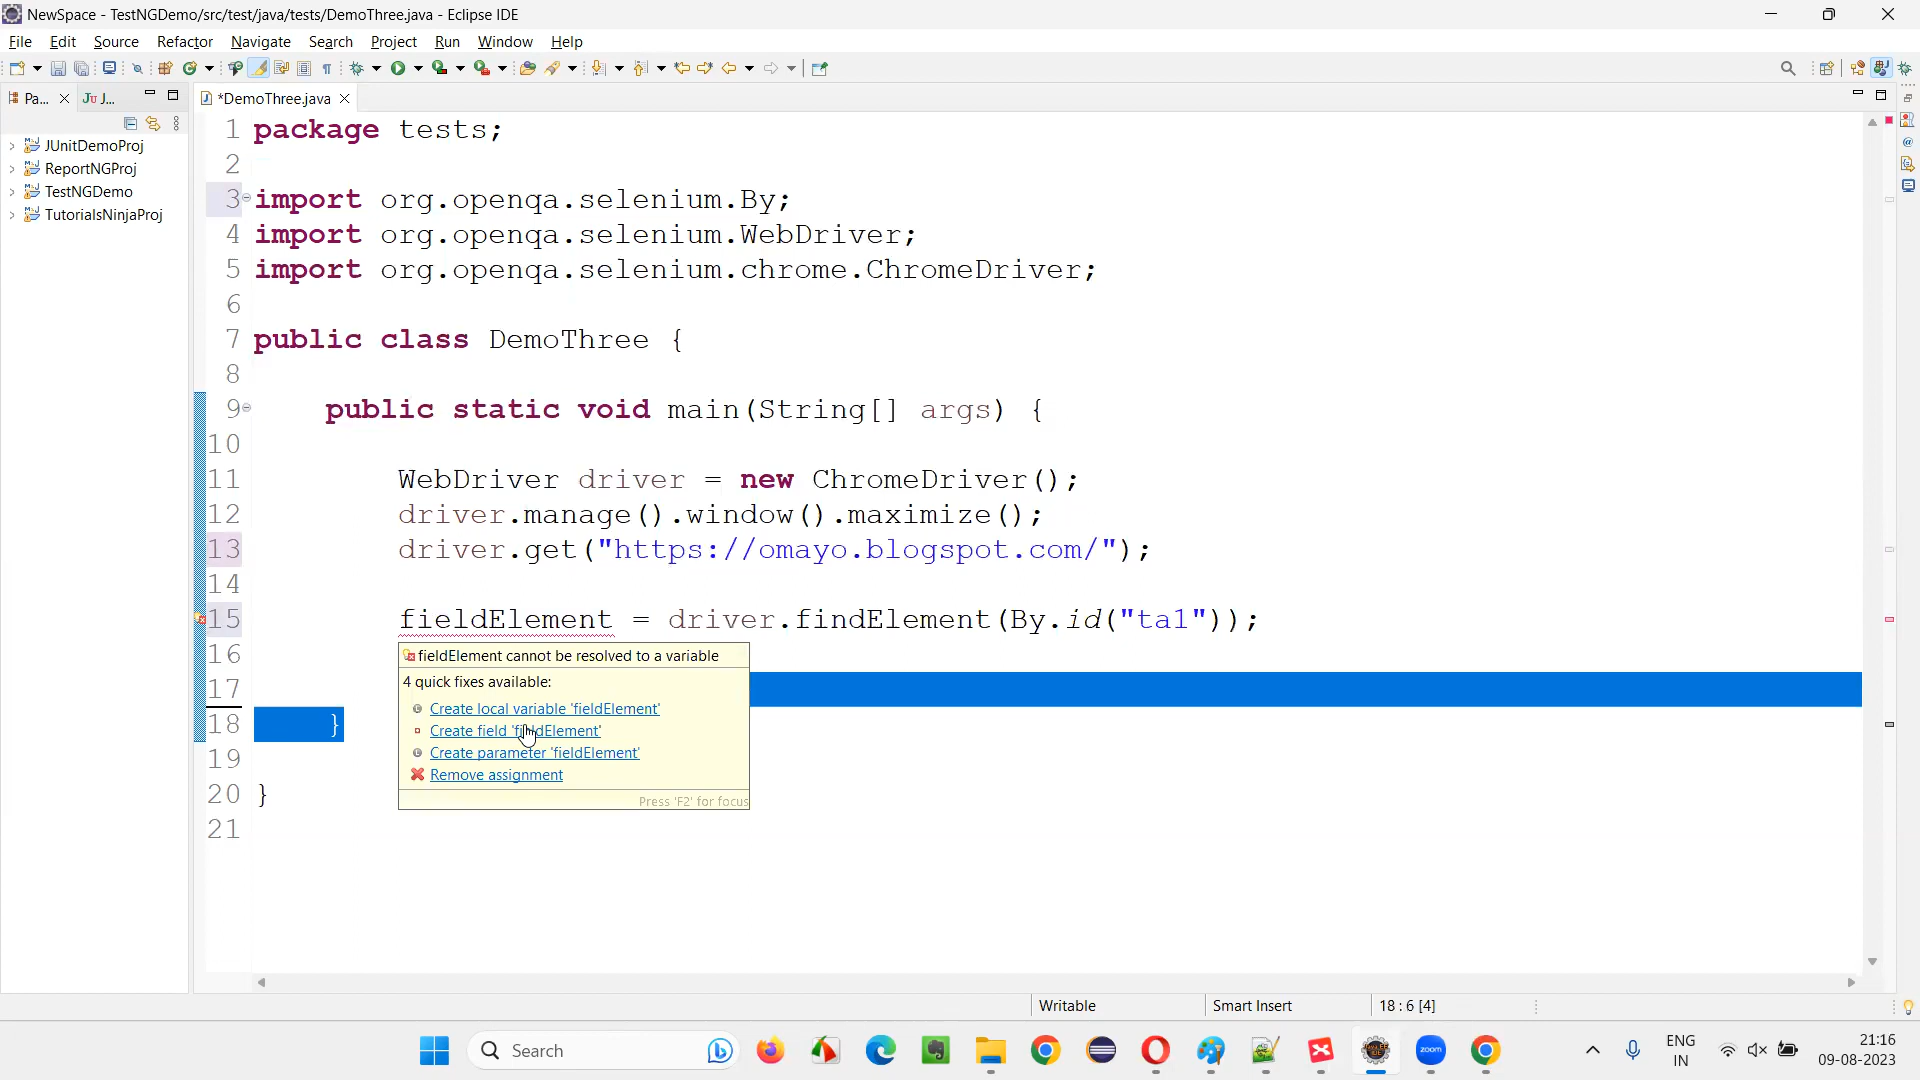 NewSpace - TestNGDemo/src/test/java/tests/DemoThree.java - Eclipse IDE
File Edit Source Refactor Navigate Search Project Run Window Help
Pa... J... *DemoThree.java
JUnitDemoProj
ReportNGProj
TestNGDemo
TutorialsNinjaProj
1 package tests;
2
3 import org.openqa.selenium.By;
4 import org.openqa.selenium.WebDriver;
5 import org.openqa.selenium.chrome.ChromeDriver;
6
7 public class DemoThree {
8
9 public static void main(String[] args) {
10
11 WebDriver driver = new ChromeDriver();
12 driver.manage().window().maximize();
13 driver.get("https://omayo.blogspot.com/");
14
15 fieldElement = driver.findElement(By.id("ta1"));
16
fieldElement cannot be resolved to a variable
4 quick fixes available:
17
Create local variable 'fieldElement'
18 }
Create field 'fieldElement'
Create parameter 'fieldElement'
19
Remove assignment
20 }
Press 'F2' for focus
21
Writable Smart Insert 18 : 6 [4]
Search zoom ENG IN 21:16 09-08-2023